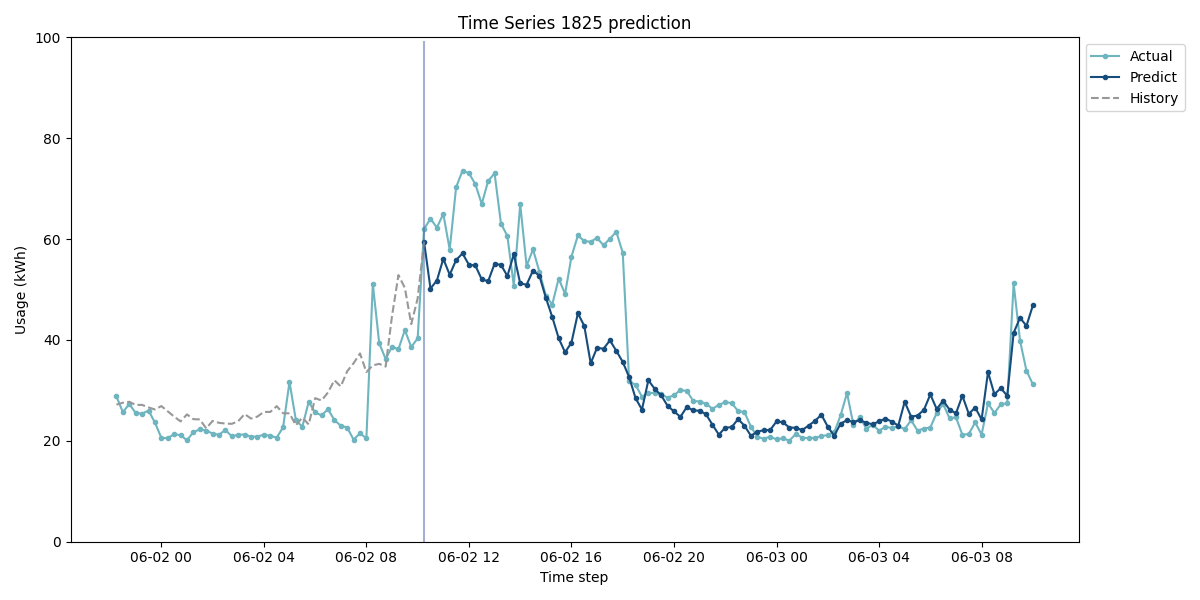 Time Series 1825 prediction
100
80
60
40
20
0
Usage (kWh)
06-02 00
06-02 04
06-02 08
06-02 12
06-02 16
06-02 20
06-03 00
06-03 04
06-03 08
Time step
Actual
Predict
History